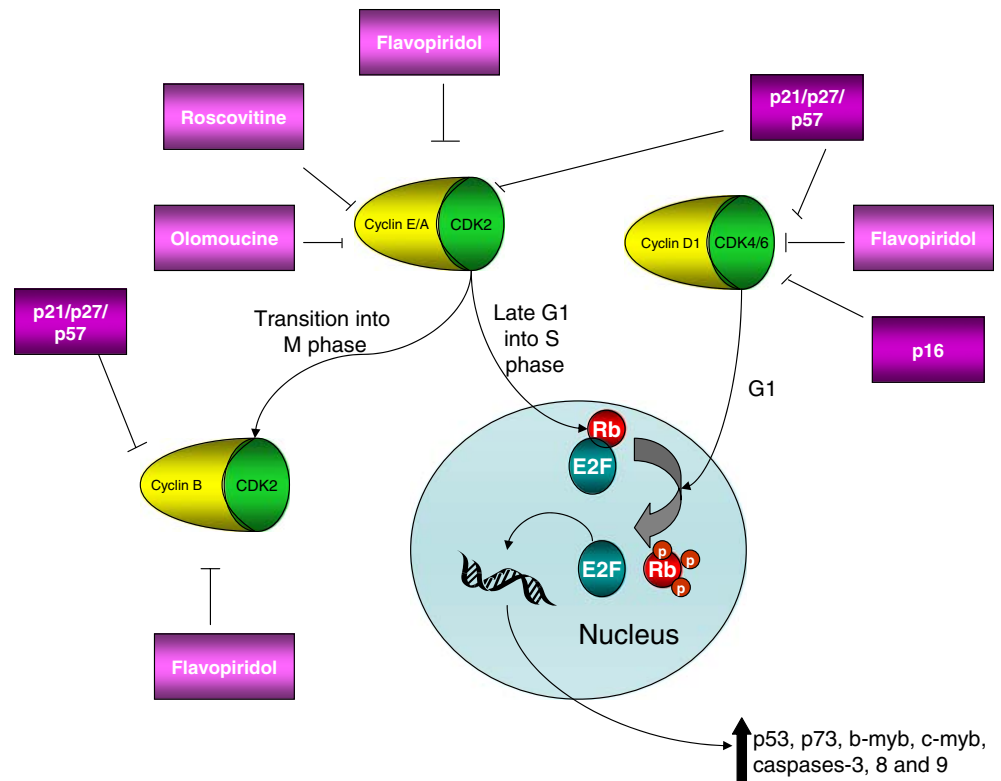 Flavopiridol
Roscovitine
p21/p27/
p57
Cyclin E/A
CDK2
Olomoucine
Cyclin D1
CDK4/6
Flavopiridol
p21/p27/
p57
Transition into
M phase
Late G1
into S
phase
p16
G1
Rb
E2F
Cyclin B
CDK2
E2F
Rb
p
p
p
Nucleus
Flavopiridol
p53, p73, b-myb, c-myb,
caspases-3, 8 and 9